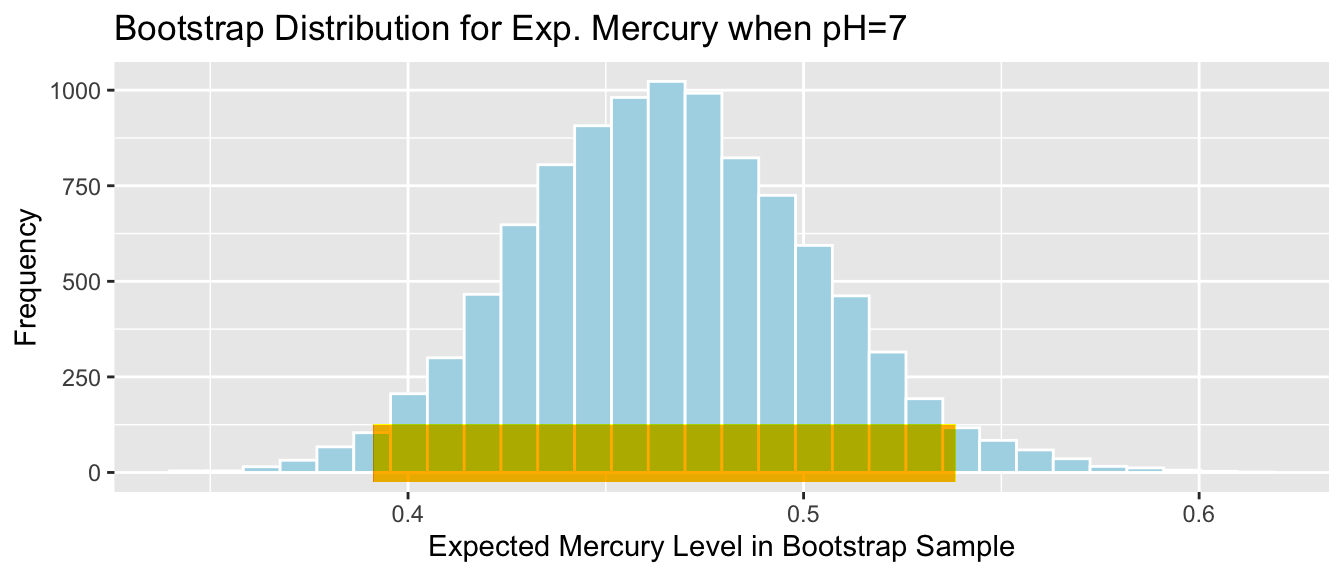 Bootstrap Distribution for Exp. Mercury when pH=7
1000
750
500
250
0
Frequency
0.4 0.5 0.6
Expected Mercury Level in Bootstrap Sample